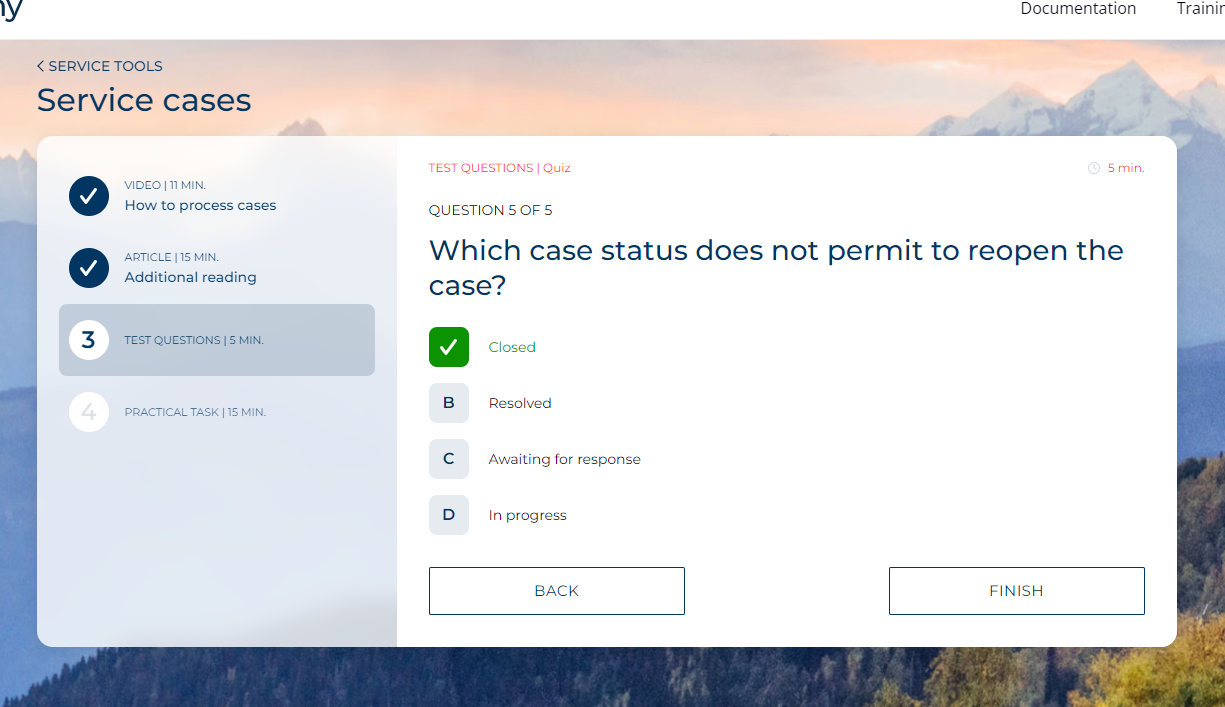 Documentation
SERVICE TOOLS
Service cases
VIDEO | 11 MIN.
How to process cases
ARTICLE | 15 MIN.
Additional reading
3
TEST QUESTIONS | 5 MIN.
4
PRACTICAL TASK | 15 MIN.
TEST QUESTIONS | Quiz
5 min.
QUESTION 5 OF 5
Which case status does not permit to reopen the
case?
Closed
B
Resolved
C
Awaiting for response
D
In progress
BACK
FINISH